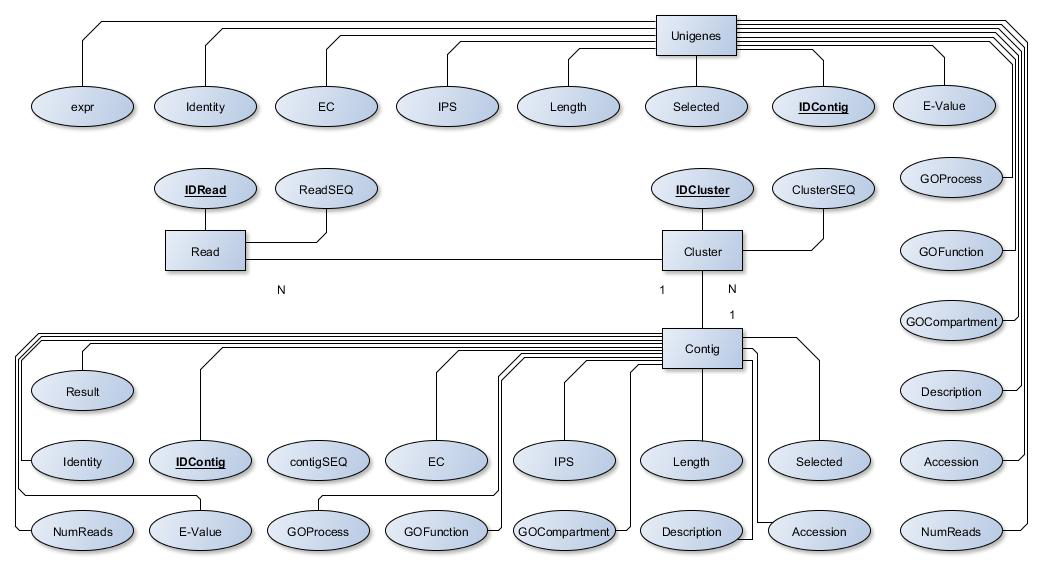 Unigenes
expr
Identity
EC
IPS
Length
Selected
IDContig
E-Value
GOProcess
IDRead
ReadSEQ
IDCluster
ClusterSEQ
Read
Cluster
GOFunction
N
1
N
1
GOCompartment
Contig
Result
Description
Identity
IDContig
contigSEQ
EC
IPS
Length
Selected
Accession
NumReads
E-Value
GOProcess
GOFunction
GOCompartment
Description
Accession
NumReads